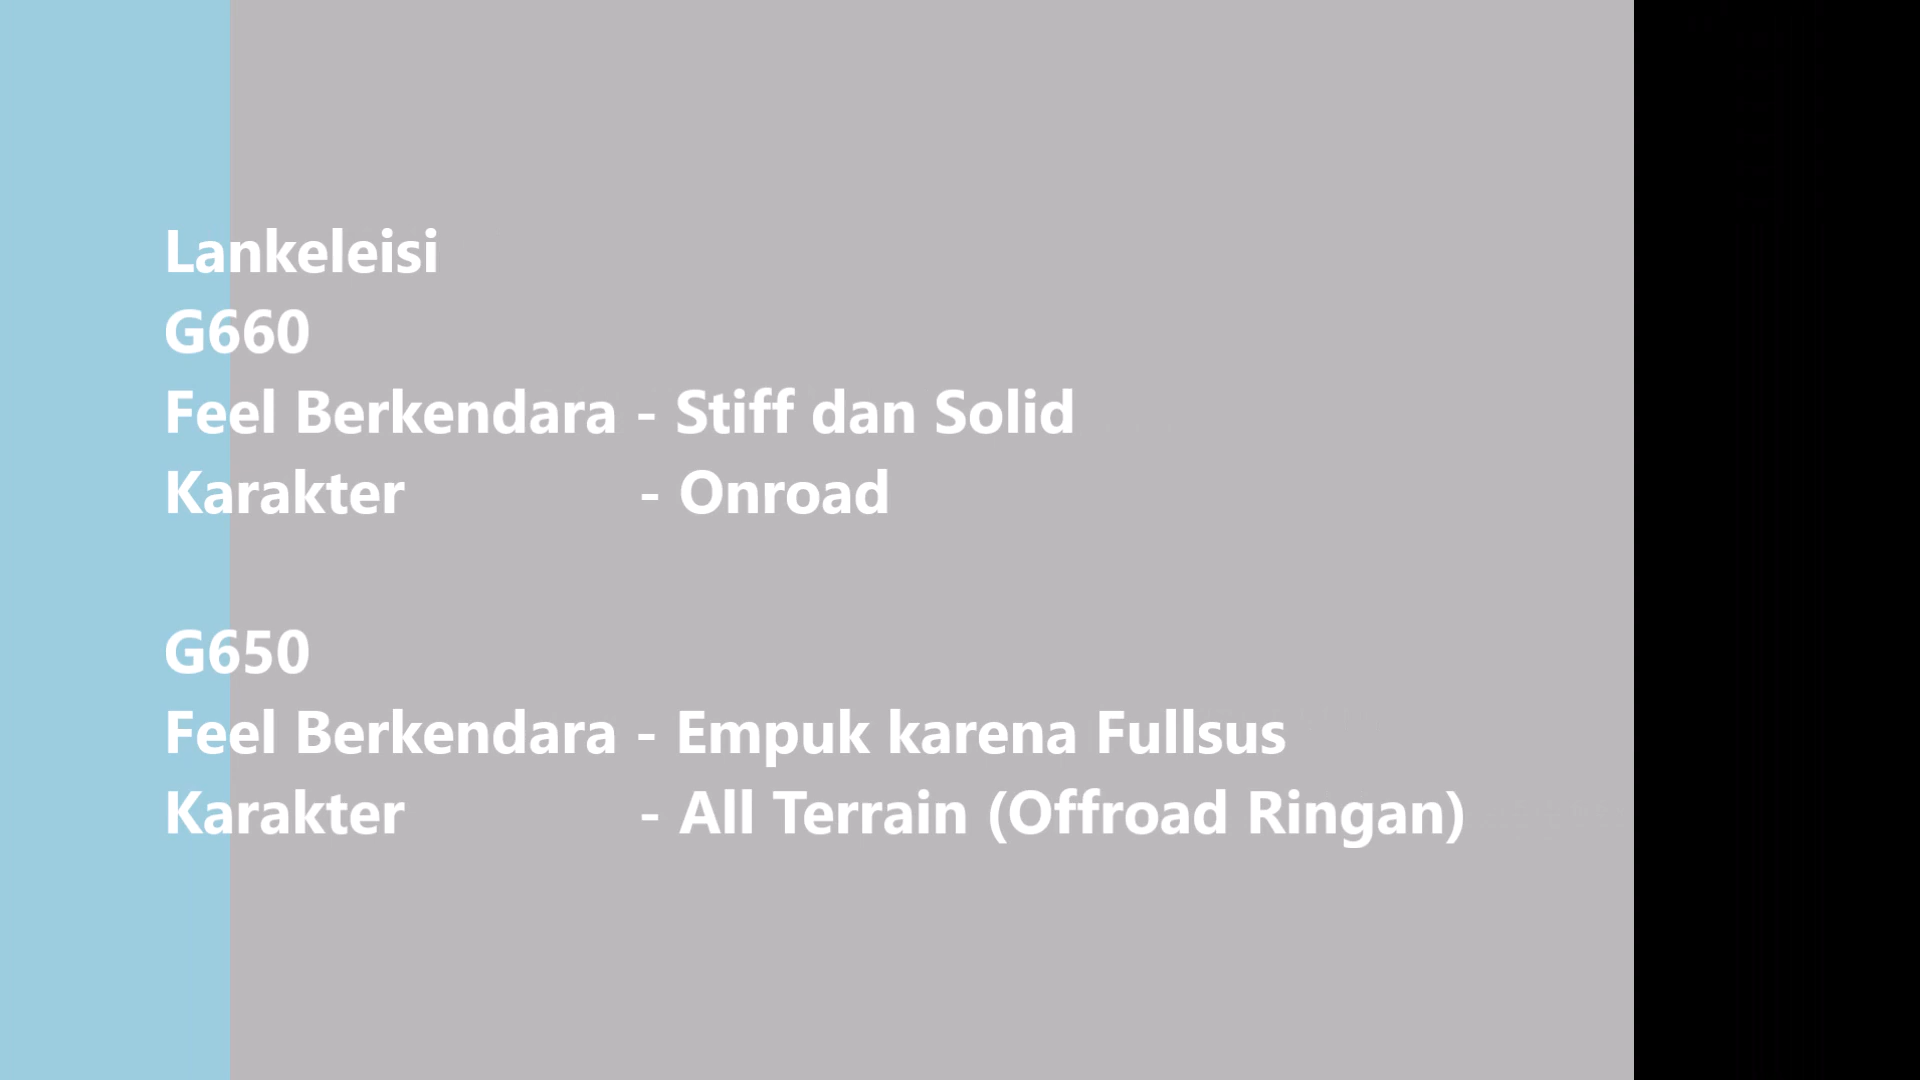 Lankeleisi
G660
Feel Berkendara - Stiff dan Solid
Karakter - Onroad
G650
Feel Berkendara - Empuk karena Fullsus
Karakter - All Terrain (Offroad Ringan)